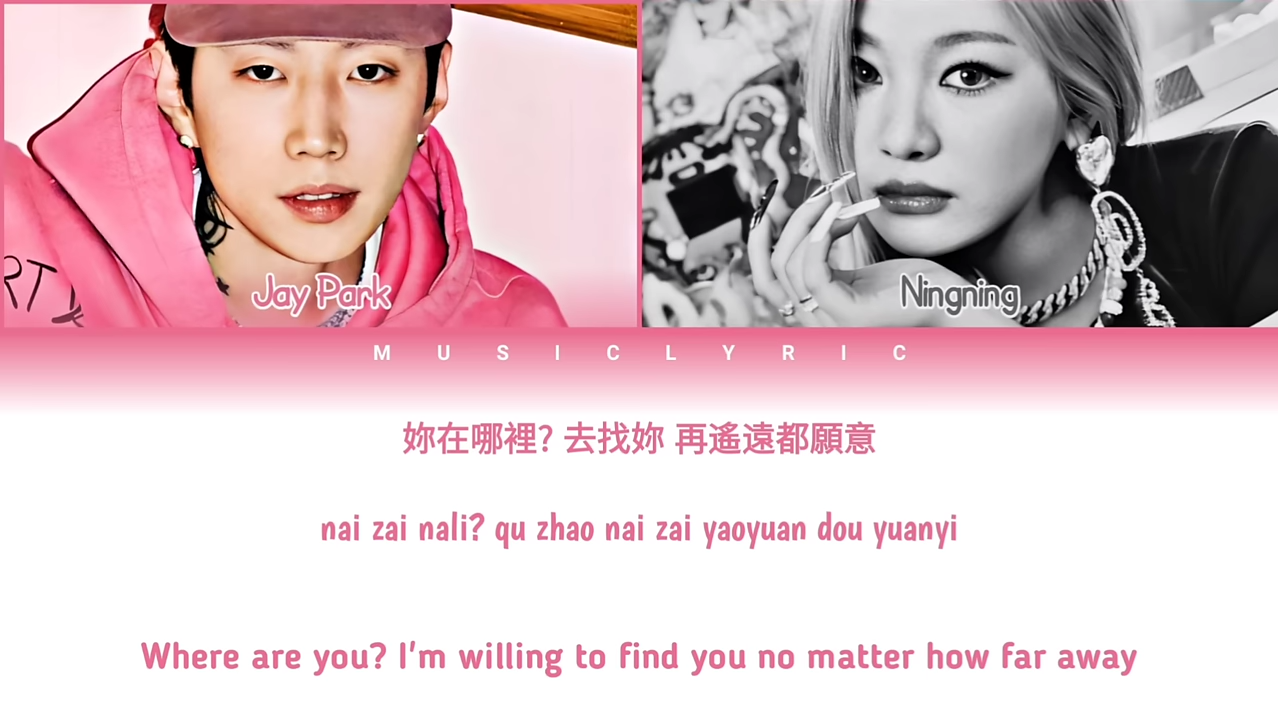 RT
Jay Park
Ningning
MUSICLYRIC
妳在哪裡? 去找妳 再遙遠都願意
nai zai nali? qu zhao nai zai yaoyuan dou yuanyi
Where are you? I'm willing to find you no matter how far away